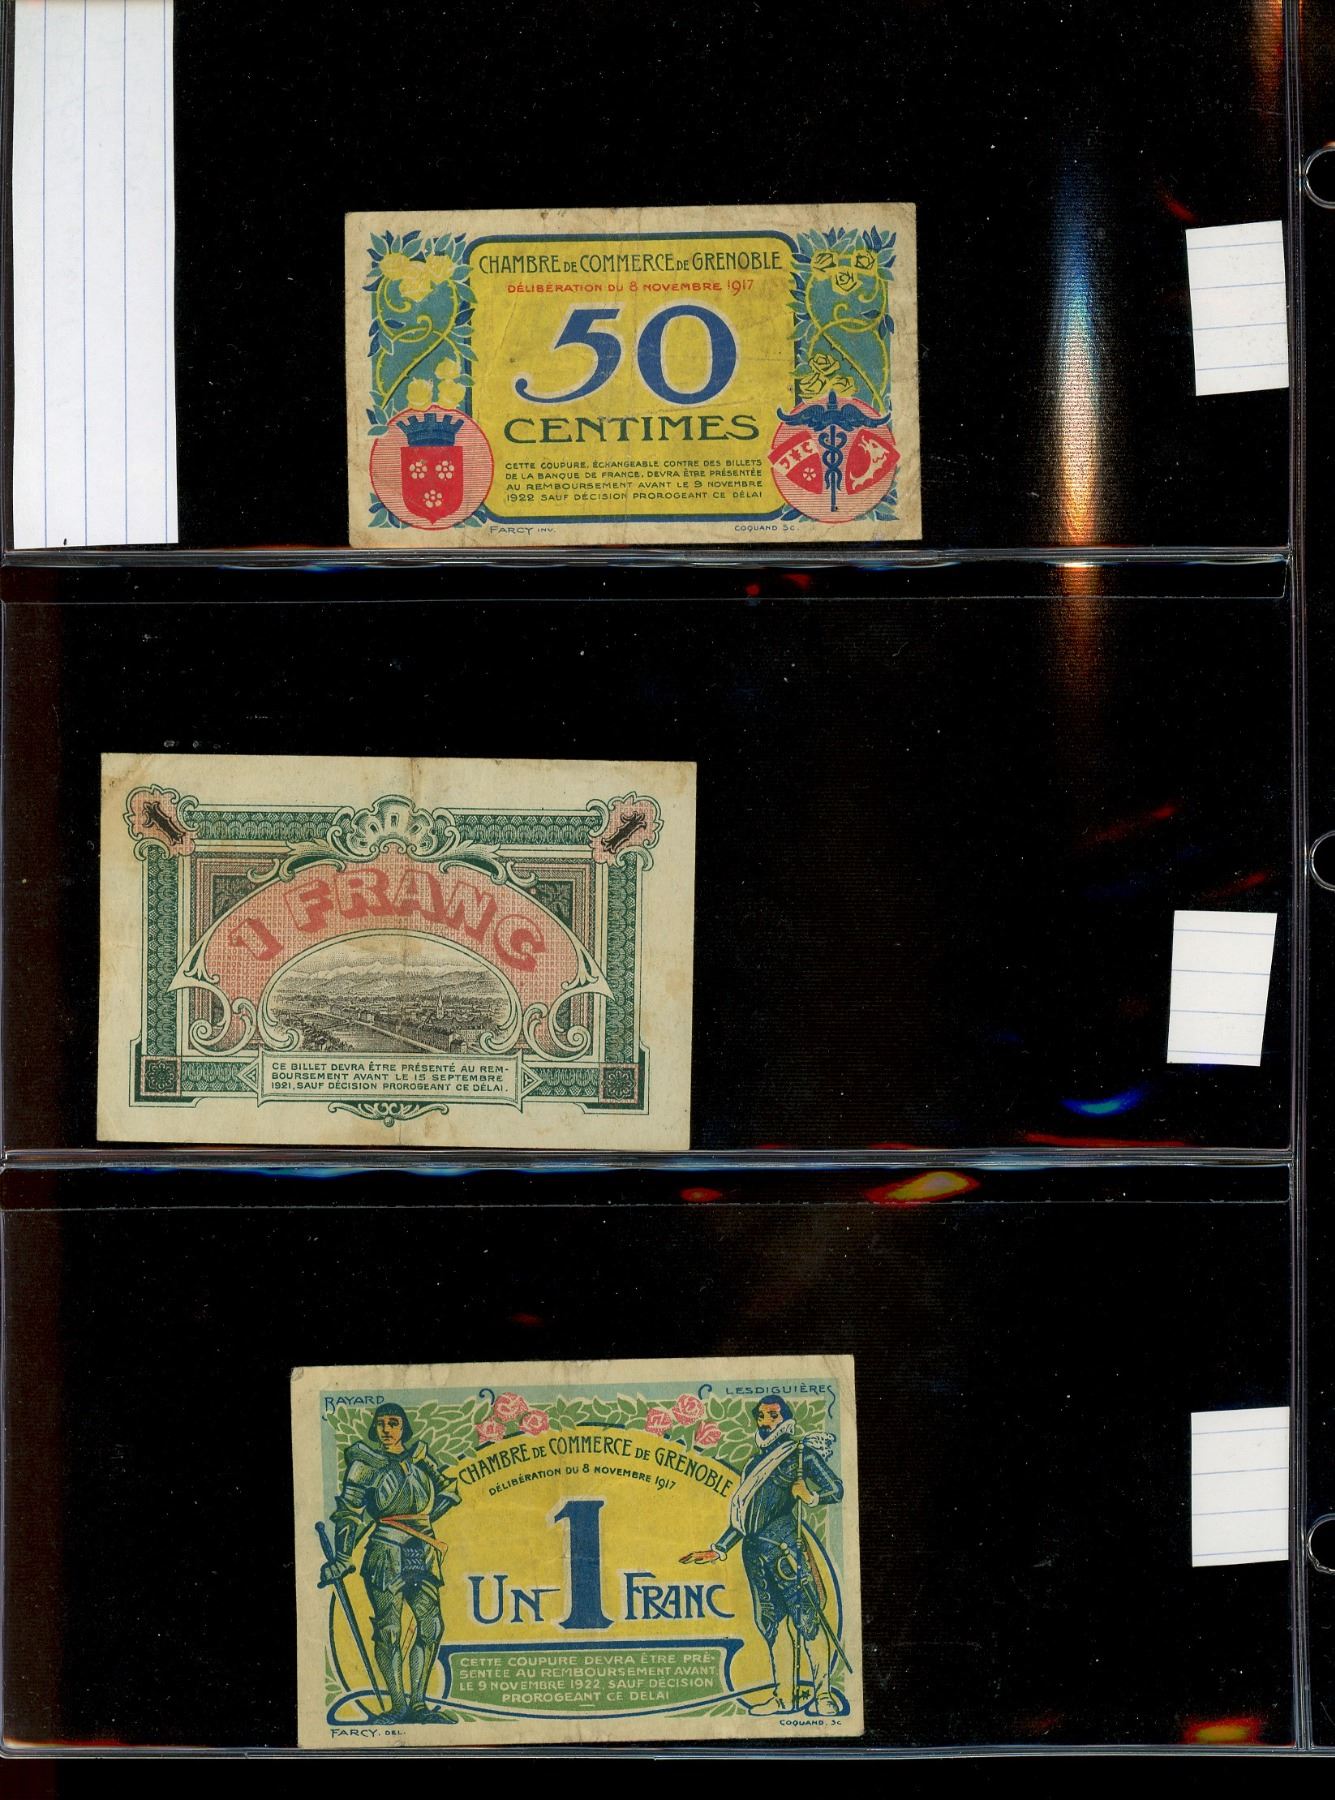 CHAMBRE DE COMMERCE DE GRENOBLE
DÉLIBÉRATION DU 8 NOVEMBRE 1917
50
CENTIMES
CETTE COUPURE, ÉCHANGEABLE CONTRE DES BILLETS
DE LA BANQUE DE FRANCE, DEVRA ÊTRE PRÉSENTÉE
AU REMBOURSEMENT AVANT LE 9 NOVEMBRE
1922 SAUF DÉCISION PROROGEANT CE DÉLAI
FARCY INV.
COQUAND SC.
1
1
1 FRANC
CE BILLET DEVRA ÊTRE PRÉSENTÉ AU REM-
BOURSEMENT AVANT LE 15 SEPTEMBRE
1921, SAUF DÉCISION PROROGEANT CE DÉLAI.
BAYARD
LESDIGUIÈRES
CHAMBRE DE COMMERCE DE GRENOBLE
DÉLIBÉRATION DU 8 NOVEMBRE 1917
UN 1 FRANC
CETTE COUPURE DEVRA ÊTRE PRÉ-
SENTÉE AU REMBOURSEMENT AVANT
LE 9 NOVEMBRE 1922, SAUF DÉCISION
PROROGEANT CE DELAI
FARCY. DEL.
COQUAND. SC